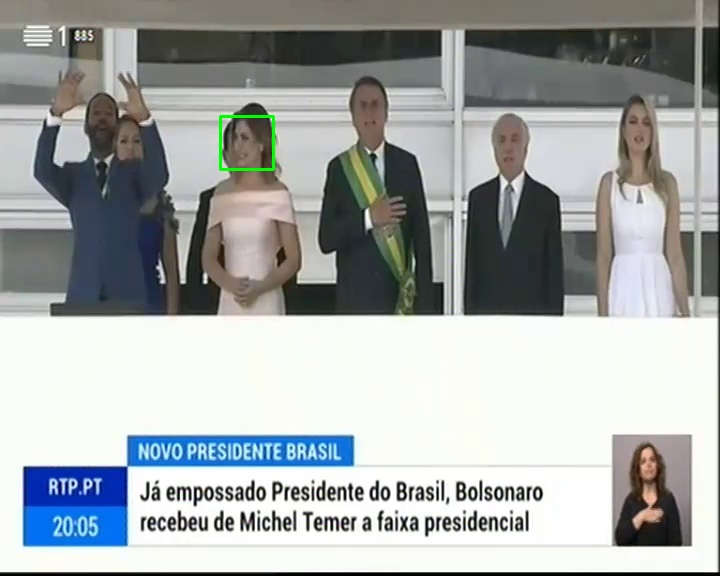 1 885
NOVO PRESIDENTE BRASIL
RTP.PT
20:05
Já empossado Presidente do Brasil, Bolsonaro
recebeu de Michel Temer a faixa presidencial